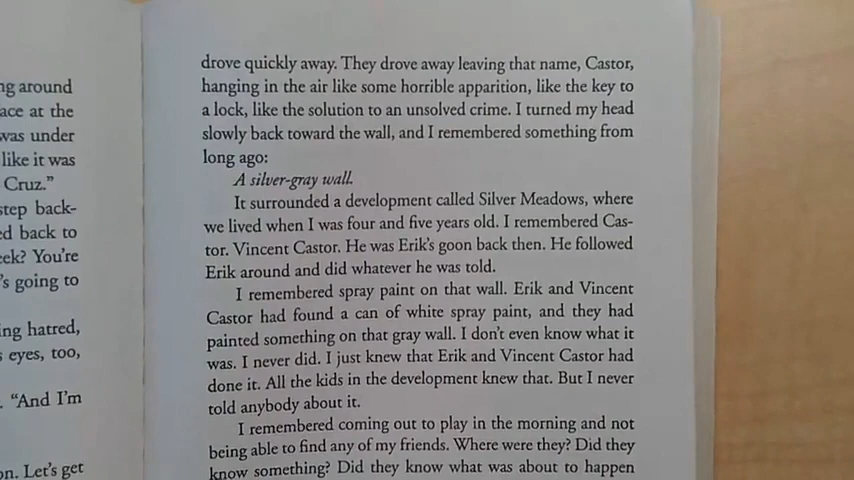 ng around
ace at the
was under
like it was
Cruz.”
step back-
ed back to
eek? You’re
’s going to
ing hatred,
s eyes, too,
. “And I’m
on. Let’s get
drove quickly away. They drove away leaving that name, Castor,
hanging in the air like some horrible apparition, like the key to
a lock, like the solution to an unsolved crime. I turned my head
slowly back toward the wall, and I remembered something from
long ago:
A silver-gray wall.
It surrounded a development called Silver Meadows, where
we lived when I was four and five years old. I remembered Cas-
tor. Vincent Castor. He was Erik’s goon back then. He followed
Erik around and did whatever he was told.
I remembered spray paint on that wall. Erik and Vincent
Castor had found a can of white spray paint, and they had
painted something on that gray wall. I don’t even know what it
was. I never did. I just knew that Erik and Vincent Castor had
done it. All the kids in the development knew that. But I never
told anybody about it.
I remembered coming out to play in the morning and not
being able to find any of my friends. Where were they? Did they
know something? Did they know what was about to happen